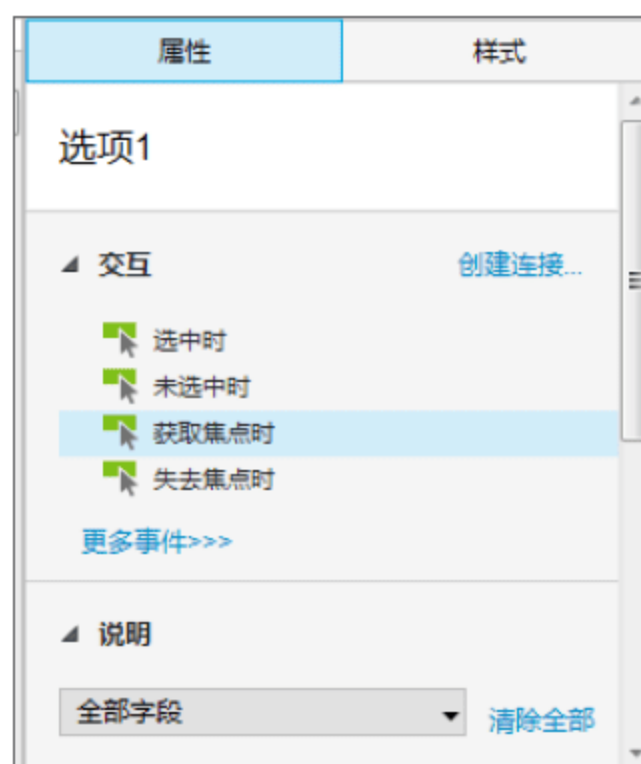 属性 样式
选项1
交互 创建连接...
选中时
未选中时
获取焦点时
失去焦点时
更多事件>>>
说明
全部字段 清除全部